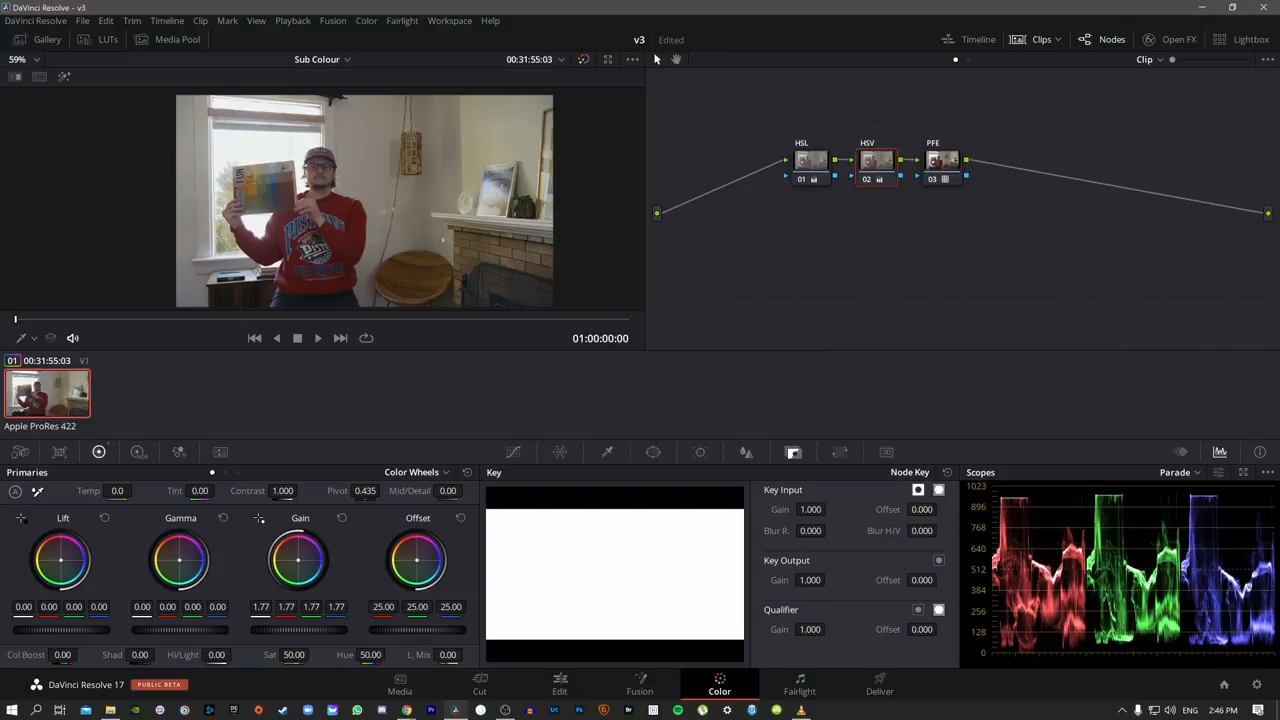 DaVinci Resolve - v3
DaVinci Resolve File Edit Trim Timeline Clip Mark View Playback Fusion Color Fairlight Workspace Help
Gallery LUTs Media Pool v3 Edited Timeline Clips Nodes Open FX Lightbox
59% Sub Colour 00:31:55:03 Clip
HSL HSV PFE
01 02 03
PISTONS
01:00:00:00
01 00:31:55:03 V1
Apple ProRes 422
Primaries Color Wheels Key Node Key Scopes Parade
Temp 0.0 Tint 0.00 Contrast 1.000 Pivot 0.435 Mid/Detail 0.00
Lift Gamma Gain Offset
0.00 0.00 0.00 0.00 0.00 0.00 0.00 0.00 1.77 1.77 1.77 1.77 25.00 25.00 25.00
Col Boost 0.00 Shad 0.00 Hi/Light 0.00 Sat 50.00 Hue 50.00 L. Mix 0.00
Key Input
Gain 1.000 Offset 0.000
Blur R. 0.000 Blur H/V 0.000
Key Output
Gain 1.000 Offset 0.000
Qualifier
Gain 1.000 Offset 0.000
1023
896
768
640
512
384
256
128
0
DaVinci Resolve 17 PUBLIC BETA Media Cut Edit Fusion Color Fairlight Deliver
2:46 PM